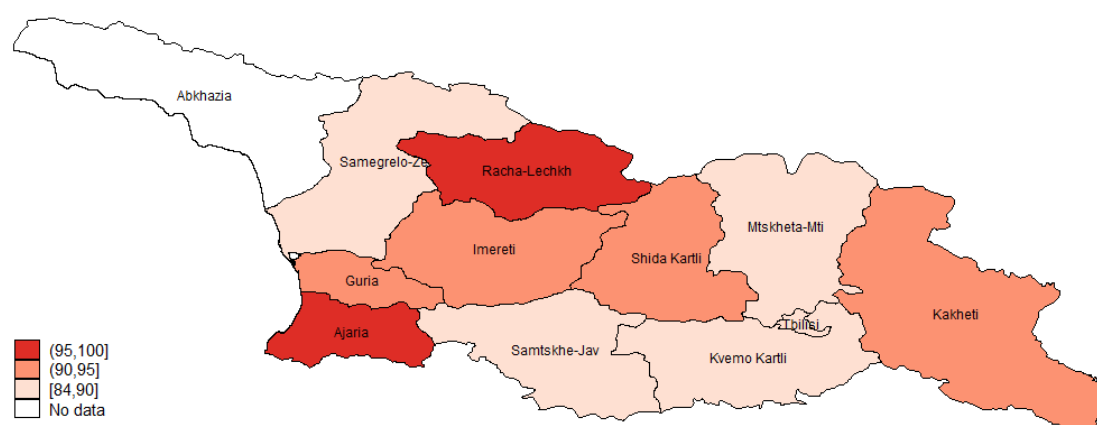 Abkhazia
Samegrelo-Ze
Racha-Lechkh
Mtskheta-Mti
Imereti
Shida Kartli
Guria
Kakheti
Tbilisi
Ajaria
Samtskhe-Jav
Kvemo Kartli
(95,100]
(90,95]
[84,90]
No data